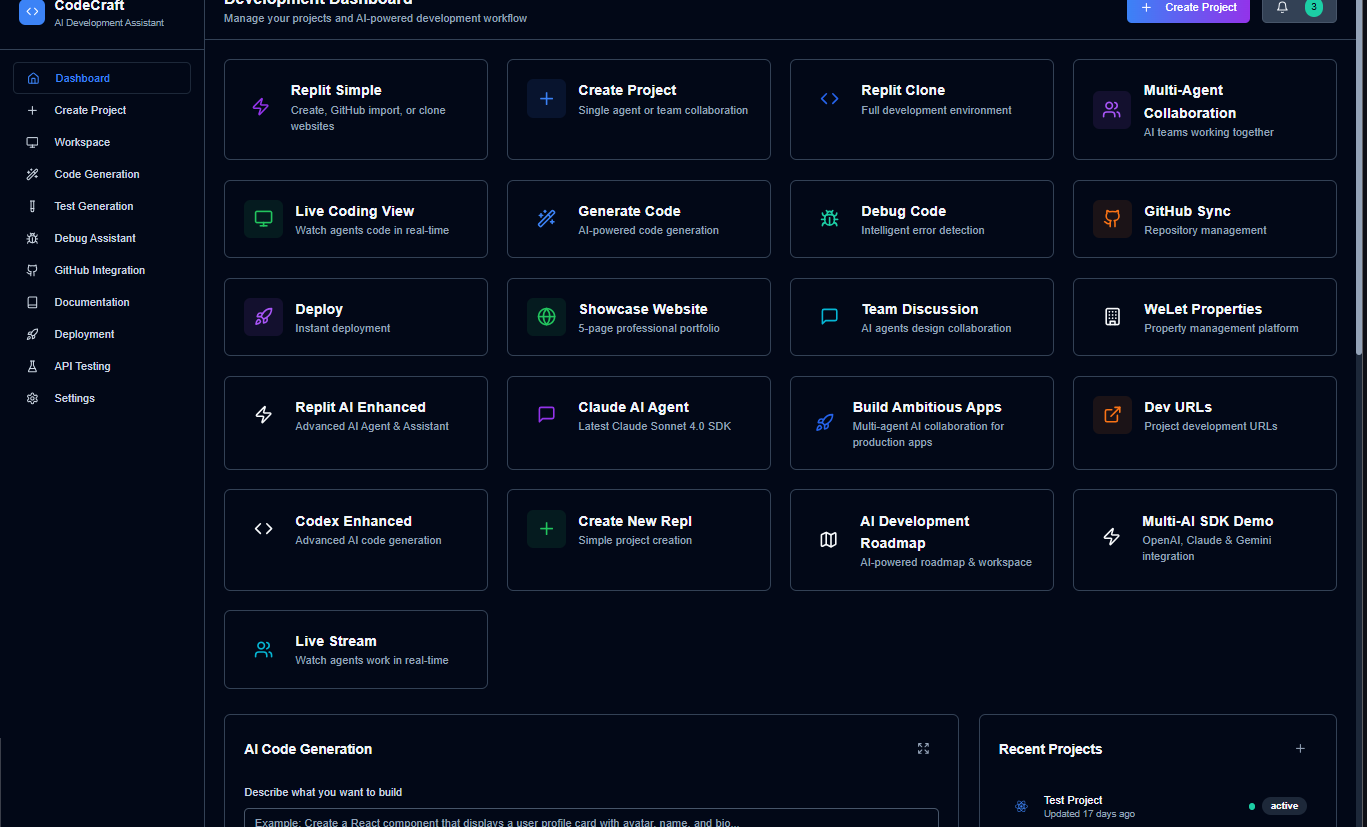 CodeCraft
AI Development Assistant
Dashboard
Create Project
Workspace
Code Generation
Test Generation
Debug Assistant
GitHub Integration
Documentation
Deployment
API Testing
Settings
Development Dashboard
Manage your projects and AI-powered development workflow
Create Project
3
Replit Simple
Create, GitHub import, or clone
websites
Create Project
Single agent or team collaboration
Replit Clone
Full development environment
Multi-Agent
Collaboration
AI teams working together
Live Coding View
Watch agents code in real-time
Generate Code
AI-powered code generation
Debug Code
Intelligent error detection
GitHub Sync
Repository management
Deploy
Instant deployment
Showcase Website
5-page professional portfolio
Team Discussion
AI agents design collaboration
WeLet Properties
Property management platform
Replit AI Enhanced
Advanced AI Agent & Assistant
Claude AI Agent
Latest Claude Sonnet 4.0 SDK
Build Ambitious Apps
Multi-agent AI collaboration for
production apps
Dev URLs
Project development URLs
Codex Enhanced
Advanced AI code generation
Create New Repl
Simple project creation
AI Development
Roadmap
AI-powered roadmap & workspace
Multi-AI SDK Demo
OpenAI, Claude & Gemini
integration
Live Stream
Watch agents work in real-time
AI Code Generation
Describe what you want to build
Example: Create a React component that displays a user profile card with avatar, name, and bio...
Recent Projects
Test Project
Updated 17 days ago
active